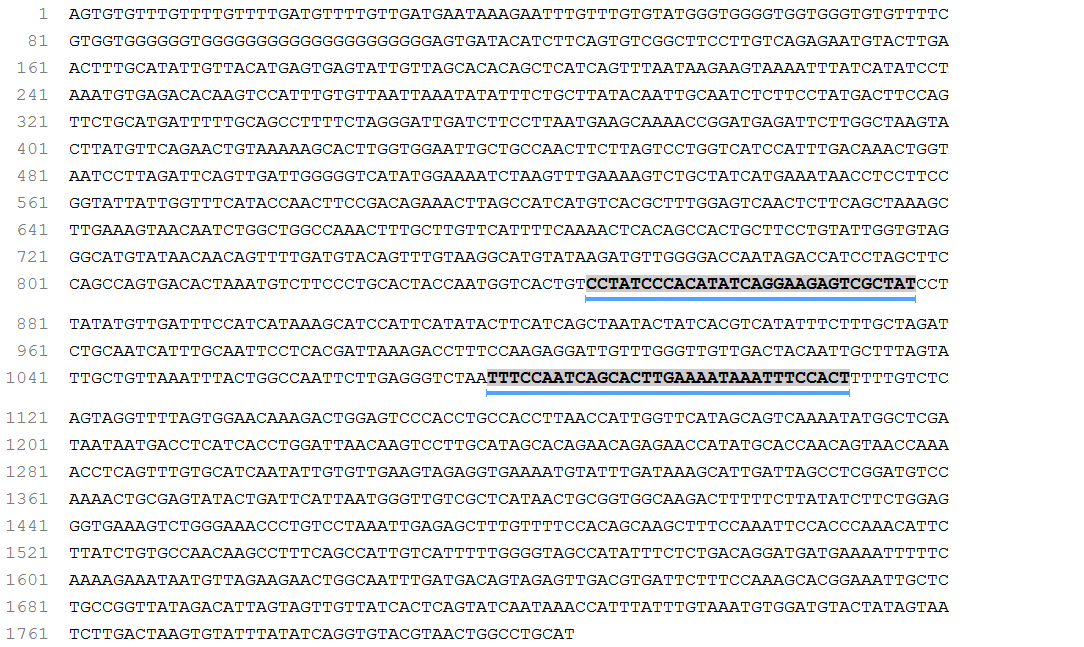 1 AGTGTGTTTGTTTTGTTTTGATGTTTTGTTGATGAATAAAGAATTTGTTTGTGTATGGGTGGGGTGGTGGGTGTGTTTTC
81 GTGGTGGGGGGTGGGGGGGGGGGGGGGGGGGGGAGTGATACATCTTCAGTGTCGGCTTCCTTGTCAGAGAATGTACTTGA
161 ACTTTGCATATTGTTACATGAGTGAGTATTGTTAGCACACAGCTCATCAGTTTAATAAGAAGTAAAATTTATCATATCCT
241 AAATGTGAGACACAAGTCCATTTGTGTTAATTAAATATATTTCTGCTTATACAATTGCAATCTCTTCCTATGACTTCCAG
321 TTCTGCATGATTTTTGCAGCCTTTTCTAGGGATTGATCTTCCTTAATGAAGCAAAACCGGATGAGATTCTTGGCTAAGTA
401 CTTATGTTCAGAACTGTAAAAAGCACTTGGTGGAATTGCTGCCAACTTCTTAGTCCTGGTCATCCATTTGACAAACTGGT
481 AATCCTTAGATTCAGTTGATTGGGGGTCATATGGAAAATCTAAGTTTGAAAAGTCTGCTATCATGAAATAACCTCCTTCC
561 GGTATTATTGGTTTCATACCAACTTCCGACAGAAACTTAGCCATCATGTCACGCTTTGGAGTCAACTCTTCAGCTAAAGC
641 TTGAAAGTAACAATCTGGCTGGCCAAACTTTGCTTGTTCATTTTCAAAACTCACAGCCACTGCTTCCTGTATTGGTGTAG
721 GGCATGTATAACAACAGTTTTGATGTACAGTTTGTAAGGCATGTATAAGATGTTGGGGACCAATAGACCATCCTAGCTTC
801 CAGCCAGTGACACTAAATGTCTTCCCTGCACTACCAATGGTCACTGTCCTATCCCACATATCAGGAAGAGTCGCTATCCT
881 TATATGTTGATTTCCATCATAAAGCATCCATTCATATACTTCATCAGCTAATACTATCACGTCATATTTCTTTGCTAGAT
961 CTGCAATCATTTGCAATTCCTCACGATTAAAGACCTTTCCAAGAGGATTGTTTGGGTTGTTGACTACAATTGCTTTAGTA
1041 TTGCTGTTAAATTTACTGGCCAATTCTTGAGGGTCTAATTTCCAATCAGCACTTGAAAATAAATTTCCACTTTTTGTCTC
1121 AGTAGGTTTTAGTGGAACAAAGACTGGAGTCCCACCTGCCACCTTAACCATTGGTTCATAGCAGTCAAAATATGGCTCGA
1201 TAATAATGACCTCATCACCTGGATTAACAAGTCCTTGCATAGCACAGAACAGAGAACCATATGCACCAACAGTAACCAAA
1281 ACCTCAGTTTGTGCATCAATATTGTGTTGAAGTAGAGGTGAAAATGTATTTGATAAAGCATTGATTAGCCTCGGATGTCC
1361 AAAACTGCGAGTATACTGATTCATTAATGGGTTGTCGCTCATAACTGCGGTGGCAAGACTTTTTCTTATATCTTCTGGAG
1441 GGTGAAAGTCTGGGAAACCCTGTCCTAAATTGAGAGCTTTGTTTTCCACAGCAAGCTTTCCAAATTCCACCCAAACATTC
1521 TTATCTGTGCCAACAAGCCTTTCAGCCATTGTCATTTTTGGGGTAGCCATATTTCTCTGACAGGATGATGAAAATTTTTC
1601 AAAAGAAATAATGTTAGAAGAACTGGCAATTTGATGACAGTAGAGTTGACGTGATTCTTTCCAAAGCACGGAAATTGCTC
1681 TGCCGGTTATAGACATTAGTAGTTGTTATCACTCAGTATCAATAAACCATTTATTTGTAAATGTGGATGTACTATAGTAA
1761 TCTTGACTAAGTGTATTTATATCAGGTGTACGTAACTGGCCTGCAT